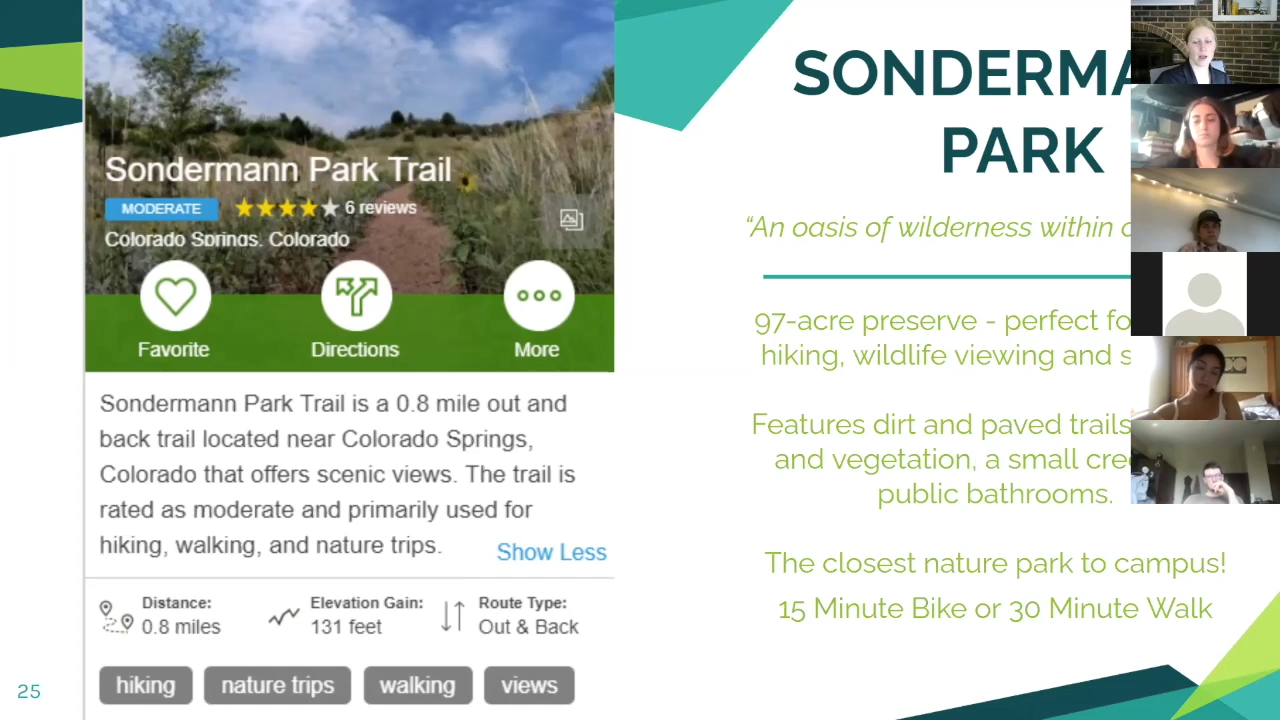 Sondermann Park Trail
MODERATE
6 reviews
Colorado Springs, Colorado
Favorite
Directions
More
Sondermann Park Trail is a 0.8 mile out and
back trail located near Colorado Springs,
Colorado that offers scenic views. The trail is
rated as moderate and primarily used for
hiking, walking, and nature trips.
Show Less
Distance:
0.8 miles
Elevation Gain:
131 feet
Route Type:
Out & Back
hiking
nature trips
walking
views
25
SONDERMA
PARK
“An oasis of wilderness within
97-acre preserve - perfect fo
hiking, wildlife viewing and s
Features dirt and paved trails
and vegetation, a small cre
public bathrooms.
The closest nature park to campus!
15 Minute Bike or 30 Minute Walk